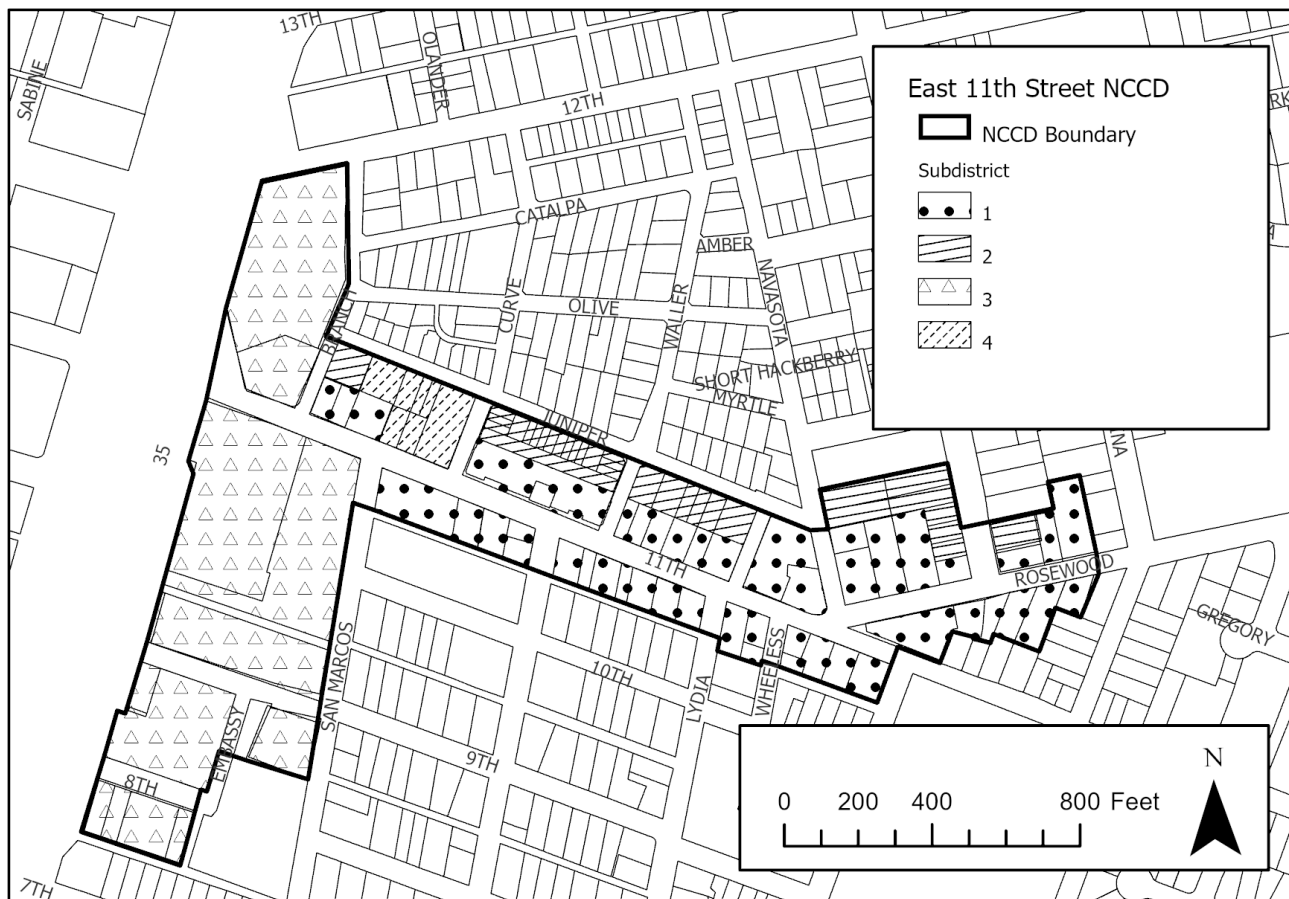 13TH
OLANDER
SABINE
12TH
East 11th Street NCCD
NCCD Boundary
Subdistrict
1
2
3
4
RK
A
CATALPA
AMBER
NAVASOTA
BRANCH
CURVE
OLIVE
WALLER
SHORT HACKBERRY
MYRTLE
JUNIPER
35
NA
11TH
ROSEWOOD
GREGORY
SAN MARCOS
10TH
LYDIA
WHEELESS
EMBASSY
9TH
8TH
7TH
N
0 200 400 800 Feet